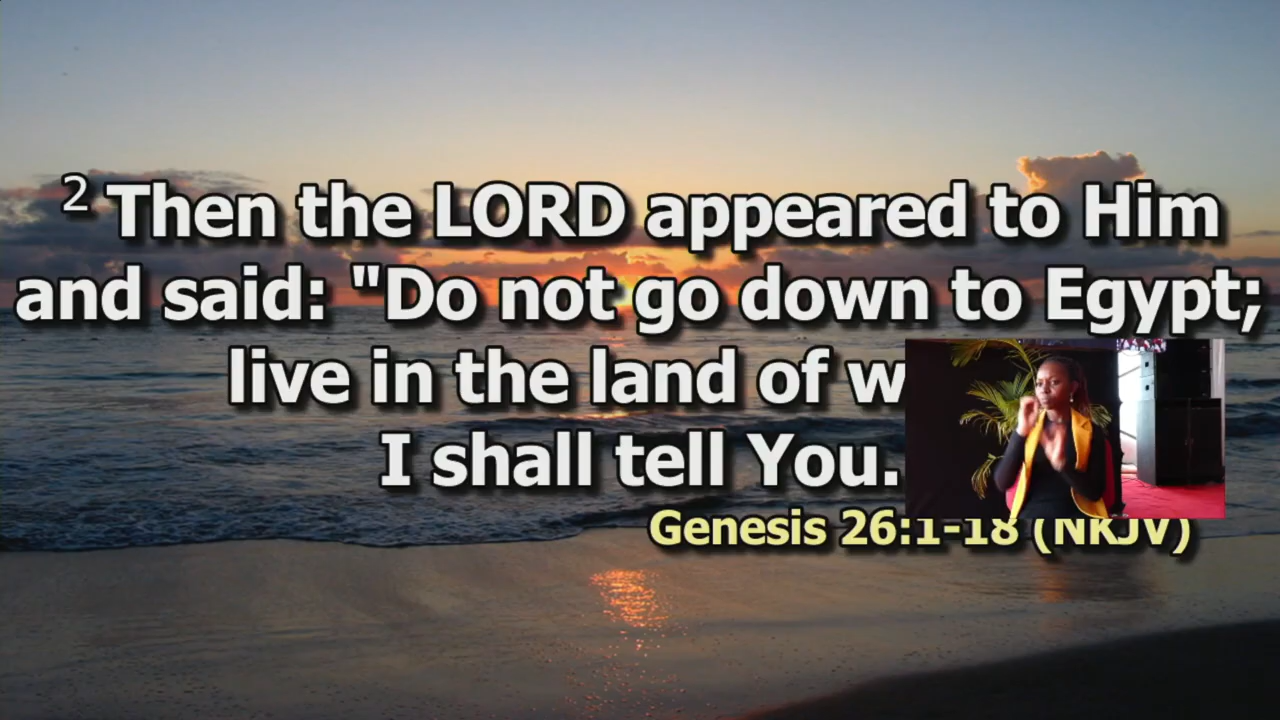 2 Then the LORD appeared to Him
and said: "Do not go down to Egypt;
live in the land of
I shall tell You.
Genesis 26:1-18 (NKJV)